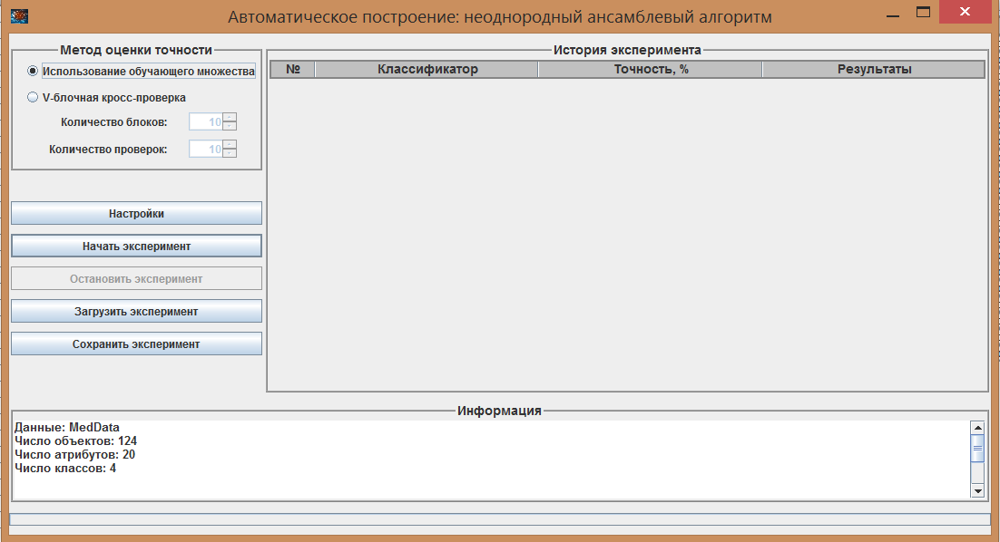 Автоматическое построение: неоднородный ансамблевый алгоритм
Метод оценки точности
Использование обучающего множества
V-блочная кросс-проверка
Количество блоков: 10
Количество проверок: 10
Настройки
Начать эксперимент
Остановить эксперимент
Загрузить эксперимент
Сохранить эксперимент
История эксперимента
№ Классификатор Точность, % Результаты
Информация
Данные: MedData
Число объектов: 124
Число атрибутов: 20
Число классов: 4